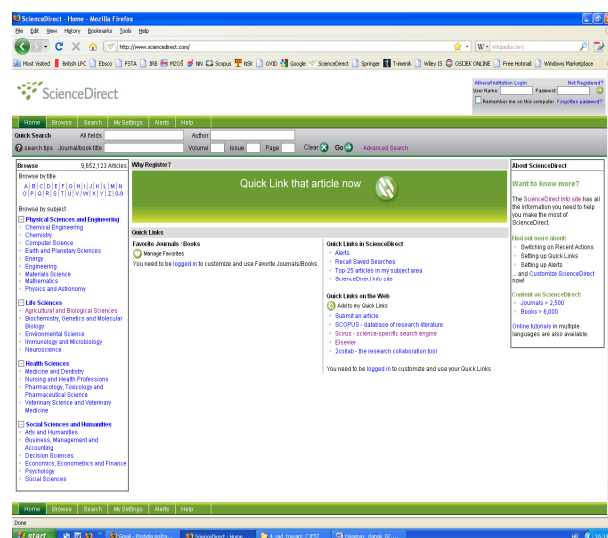 ScienceDirect - Home - Mozilla Firefox
File Edit View History Bookmarks Tools Help
http://www.sciencedirect.com/
Wikipedia (en)
Most Visited British LPC Ebsco FSTA IRB MZOŠ NN Scopus NSK OVID Google ScienceDirect Springer T-imenik Wiley IS OSIJEK ONLINE Free Hotmail Windows Marketplace
ScienceDirect
Athens/Institution Login Not Registered?
User Name: Password:
Remember me on this computer Forgotten password?
Home Browse Search My Settings Alerts Help
Quick Search All fields Author
search tips Journal/book title Volume Issue Page Clear Go Advanced Search
Browse 9,652,123 Articles
Browse by title
A B C D E F G H I J K L M N
O P Q R S T U V W X Y Z 0-9
Browse by subject
Physical Sciences and Engineering
Chemical Engineering
Chemistry
Computer Science
Earth and Planetary Sciences
Energy
Engineering
Materials Science
Mathematics
Physics and Astronomy
Life Sciences
Agricultural and Biological Sciences
Biochemistry, Genetics and Molecular
Biology
Environmental Science
Immunology and Microbiology
Neuroscience
Health Sciences
Medicine and Dentistry
Nursing and Health Professions
Pharmacology, Toxicology and
Pharmaceutical Science
Veterinary Science and Veterinary
Medicine
Social Sciences and Humanities
Arts and Humanities
Business, Management and
Accounting
Decision Sciences
Economics, Econometrics and Finance
Psychology
Social Sciences
Why Register?
Quick Link that article now
Quick Links
Favorite Journals / Books
Manage Favorites
You need to be logged in to customize and use Favorite Journals/Books.
Quick Links in ScienceDirect
Alerts
Recall Saved Searches
Top-25 articles in my subject area
ScienceDirect Info site
Quick Links on the Web
Add to my Quick Links
Submit an article
SCOPUS - database of research literature
Scirus - science-specific search engine
Elsevier
2collab - the research collaboration tool
You need to be logged in to customize and use your Quick Links
About ScienceDirect
Want to know more?
The ScienceDirect Info site has all
the information you need to help
you make the most of
ScienceDirect.
Find out more about:
Switching on Recent Actions
Setting up Quick Links
Setting up Alerts
... and Customize ScienceDirect
now!
Content on ScienceDirect:
Journals > 2,500
Books > 6,000
Online tutorials in multiple
languages are also available.
Home Browse Search My Settings Alerts Help
Done
start
ScienceDirect - Home
HR